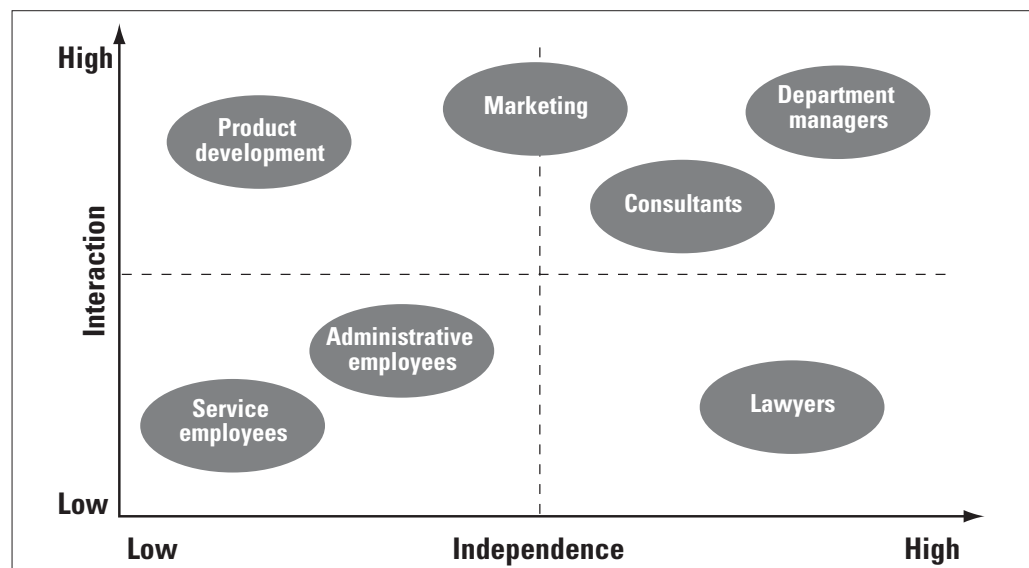 High
Marketing
Department
managers
Product
development
Consultants
Interaction
Administrative
employees
Service
employees
Lawyers
Low
Low
Independence
High